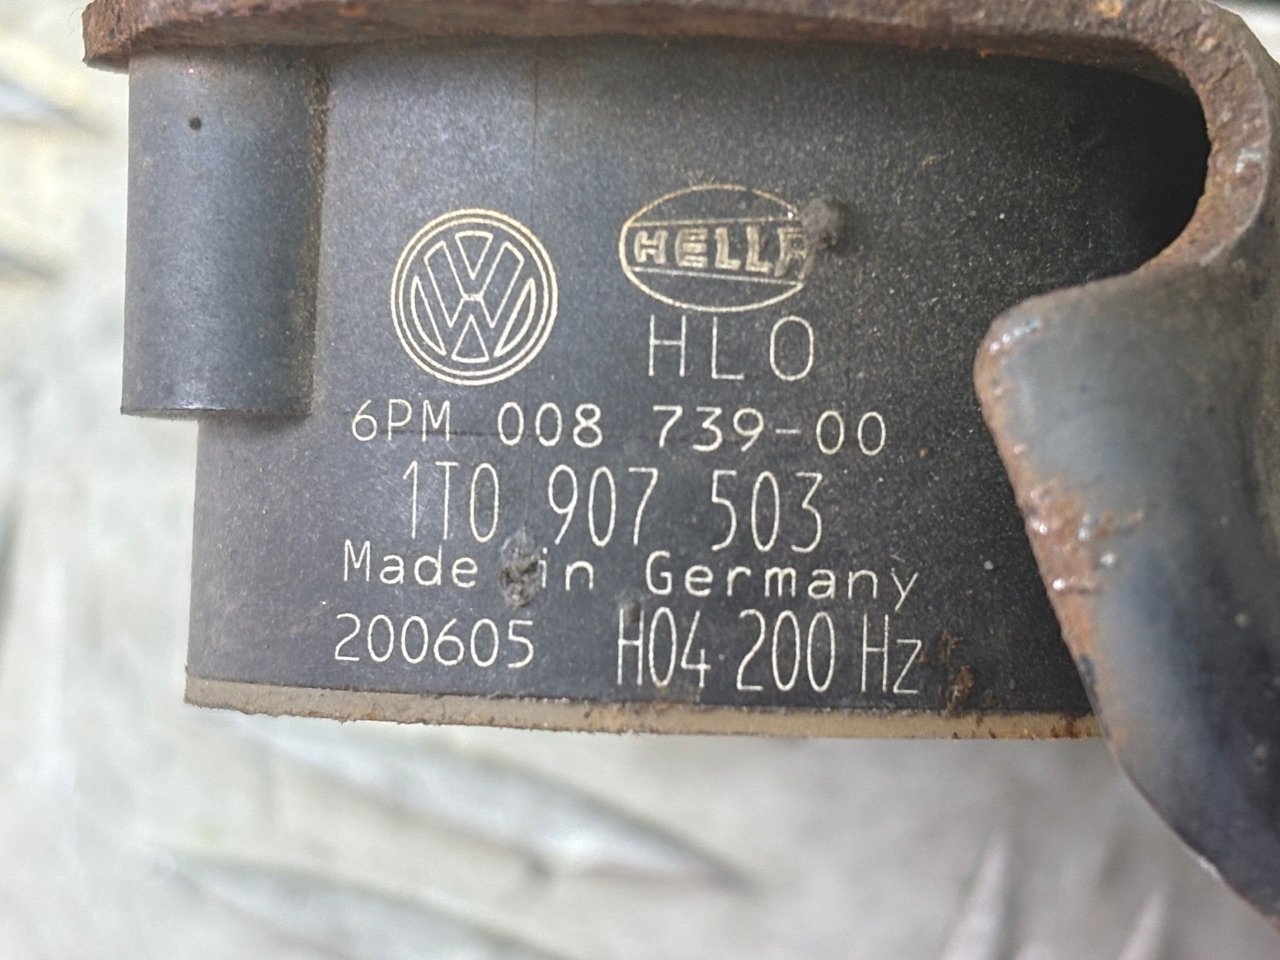 HELLA
HLO
6PM 008 739-00
1T0 907 503
Made in Germany
200605 H04 200 Hz